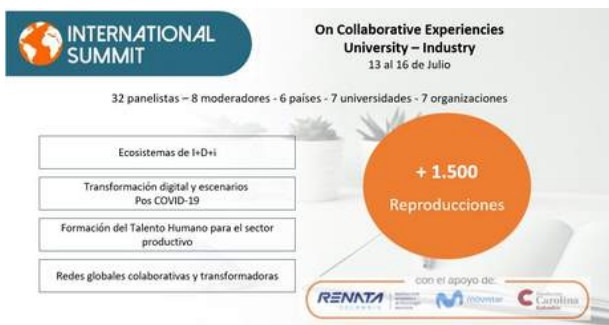 INTERNATIONAL
SUMMIT
On Collaborative Experiencies
University – Industry
13 al 16 de Julio
32 panelistas – 8 moderadores - 6 países - 7 universidades - 7 organizaciones
Ecosistemas de I+D+i
Transformación digital y escenarios
Pos COVID-19
Formación del Talento Humano para el sector
productivo
Redes globales colaborativas y transformadoras
+ 1.500
Reproducciones
con el apoyo de:
RENATA
COLOMBIA
movistar
Carolina